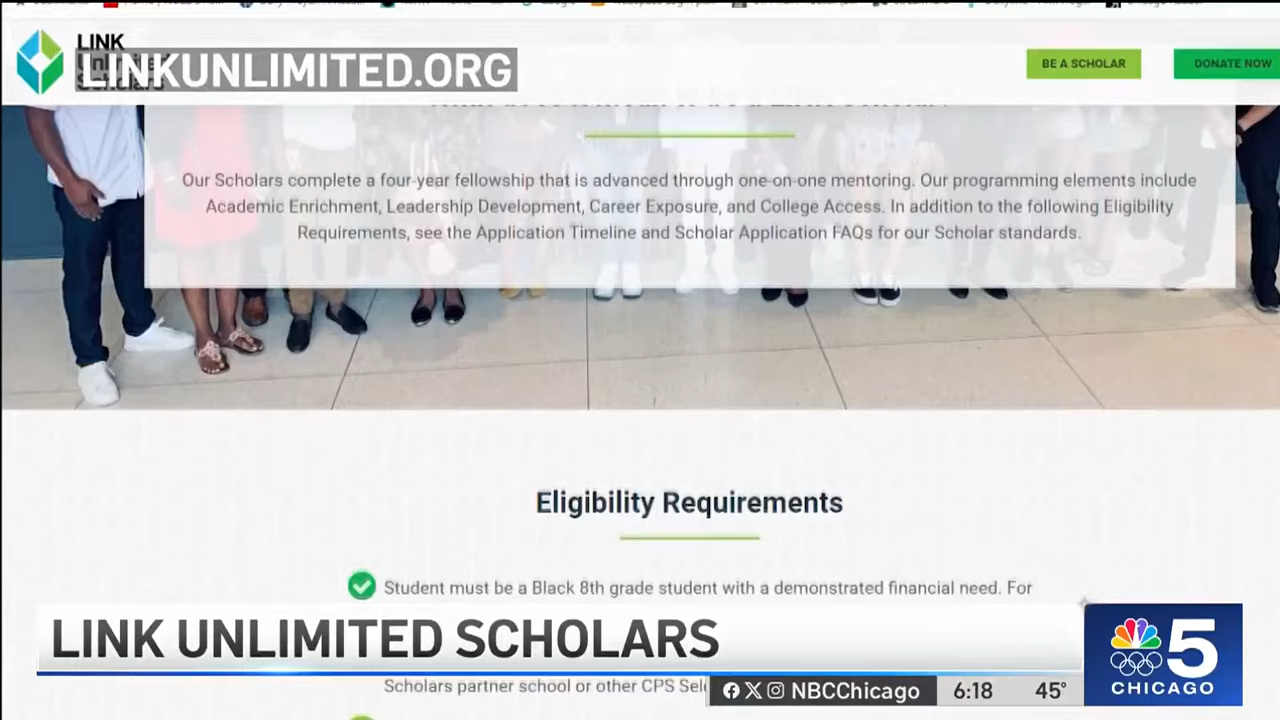 LINK
LINKUNLIMITED.ORG
BE A SCHOLAR
DONATE NOW
Our Scholars complete a four-year fellowship that is advanced through one-on-one mentoring. Our programming elements include
Academic Enrichment, Leadership Development, Career Exposure, and College Access. In addition to the following Eligibility
Requirements, see the Application Timeline and Scholar Application FAQs for our Scholar standards.
Eligibility Requirements
Student must be a Black 8th grade student with a demonstrated financial need. For
LINK UNLIMITED SCHOLARS
Scholars partner school or other CPS
NBCChicago
6:18
45°
5
CHICAGO